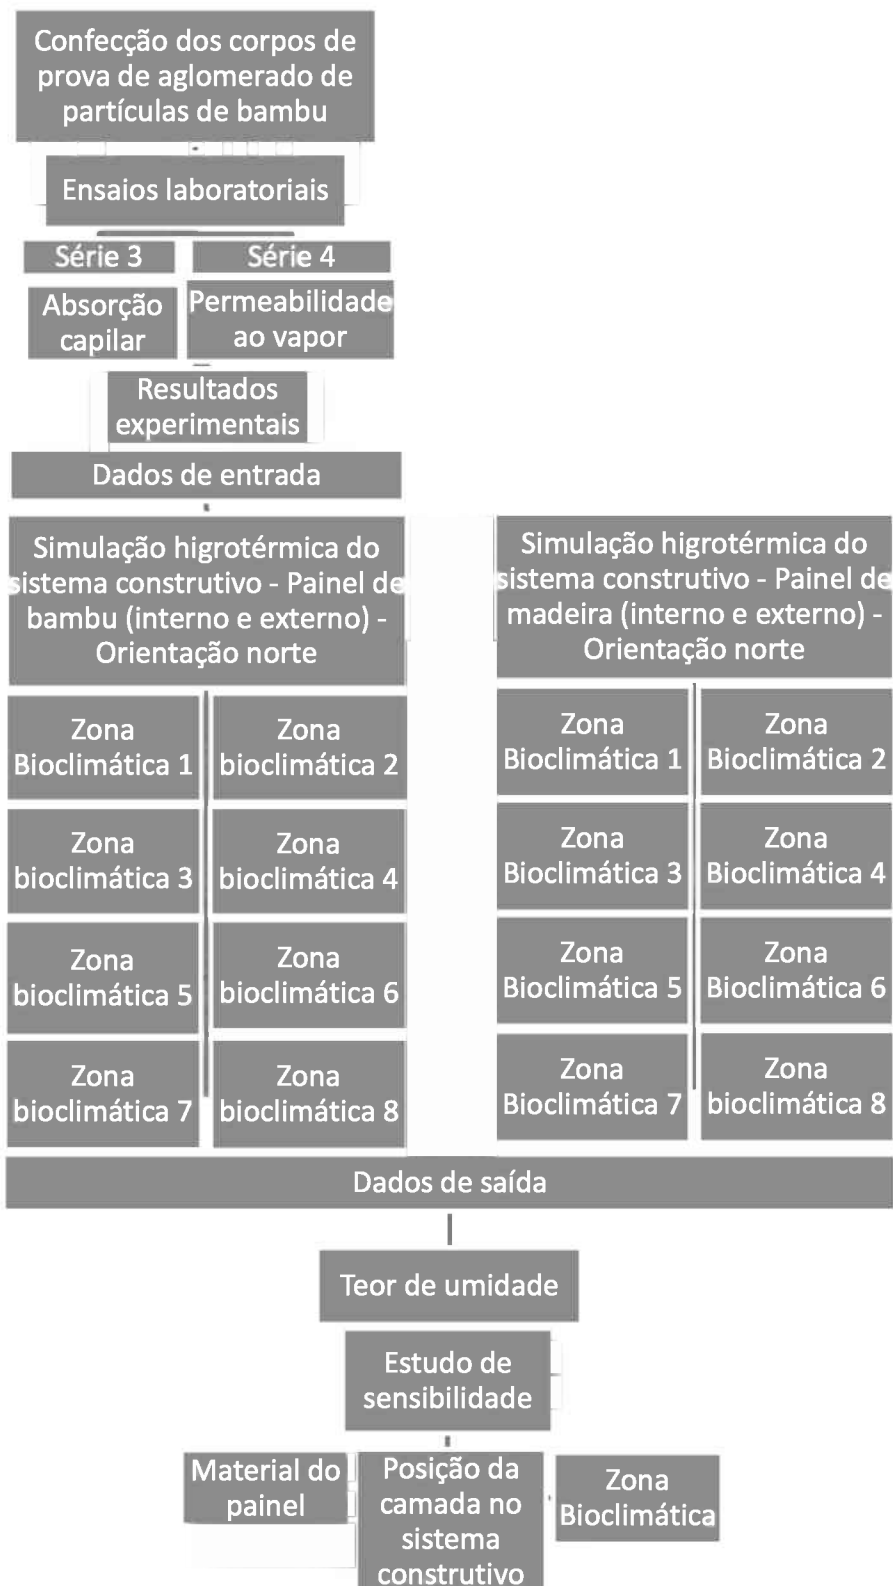 Confecção dos corpos de
prova de aglomerado de
partículas de bambu
Ensaios laboratoriais
Série 3
Série 4
Absorção
capilar
Permeabilidade
ao vapor
Resultados
experimentais
Dados de entrada
Simulação higrotérmica do
sistema construtivo - Painel de
bambu (interno e externo) -
Orientação norte
Simulação higrotérmica do
sistema construtivo - Painel de
madeira (interno e externo) -
Orientação norte
Zona
Bioclimática 1
Zona
bioclimática 2
Zona
bioclimática 3
Zona
bioclimática 4
Zona
bioclimática 5
Zona
bioclimática 6
Zona
bioclimática 7
Zona
bioclimática 8
Zona
Bioclimática 1
Zona
Bioclimática 2
Zona
Bioclimática 3
Zona
Bioclimática 4
Zona
Bioclimática 5
Zona
Bioclimática 6
Zona
Bioclimática 7
Zona
bioclimática 8
Dados de saída
Teor de umidade
Estudo de
sensibilidade
Material do
painel
Posição da
camada no
sistema
construtivo
Zona
Bioclimática